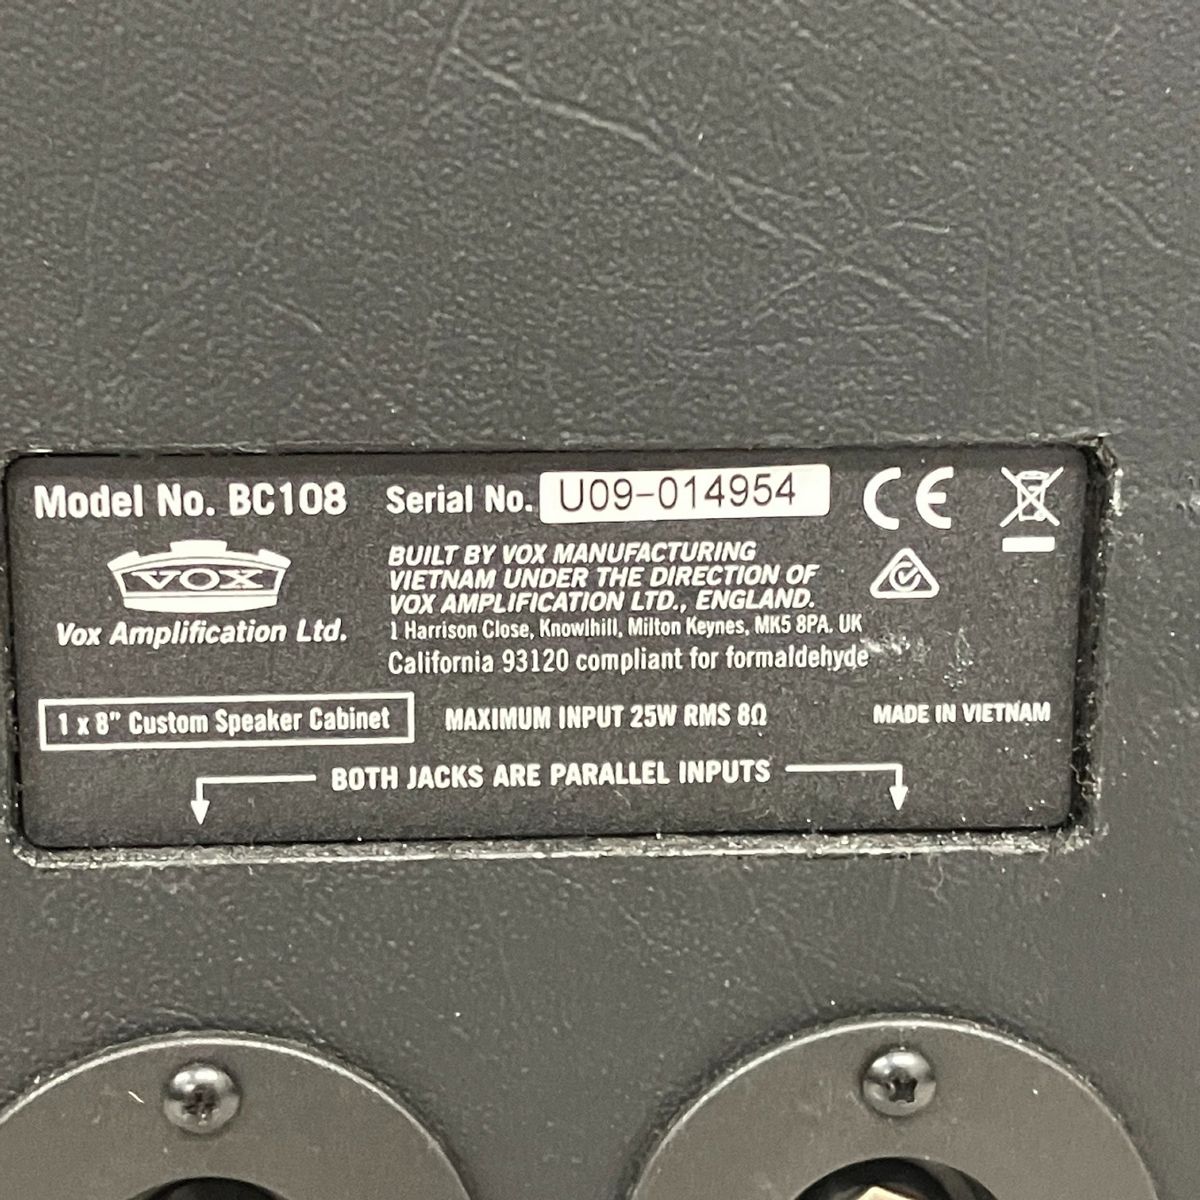 Model No. BC108 Serial No. U09-014954
VOX
Vox Amplification Ltd.
BUILT BY VOX MANUFACTURING
VIETNAM UNDER THE DIRECTION OF
VOX AMPLIFICATION LTD., ENGLAND.
1 Harrison Close, Knowlhill, Milton Keynes, MK5 8PA. UK
California 93120 compliant for formaldehyde
CE
1 x 8" Custom Speaker Cabinet
MAXIMUM INPUT 25W RMS 8Ω
MADE IN VIETNAM
BOTH JACKS ARE PARALLEL INPUTS